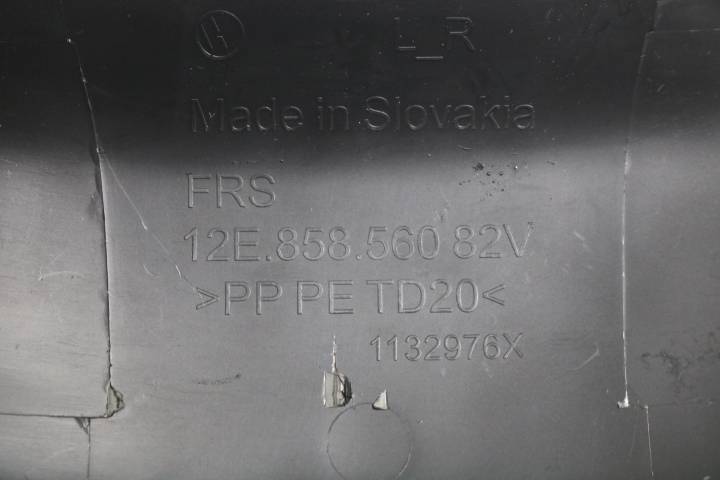 L_R
Made in Slovakia
FRS
12E.858.560 82V
>PP PE TD20<
1132976X